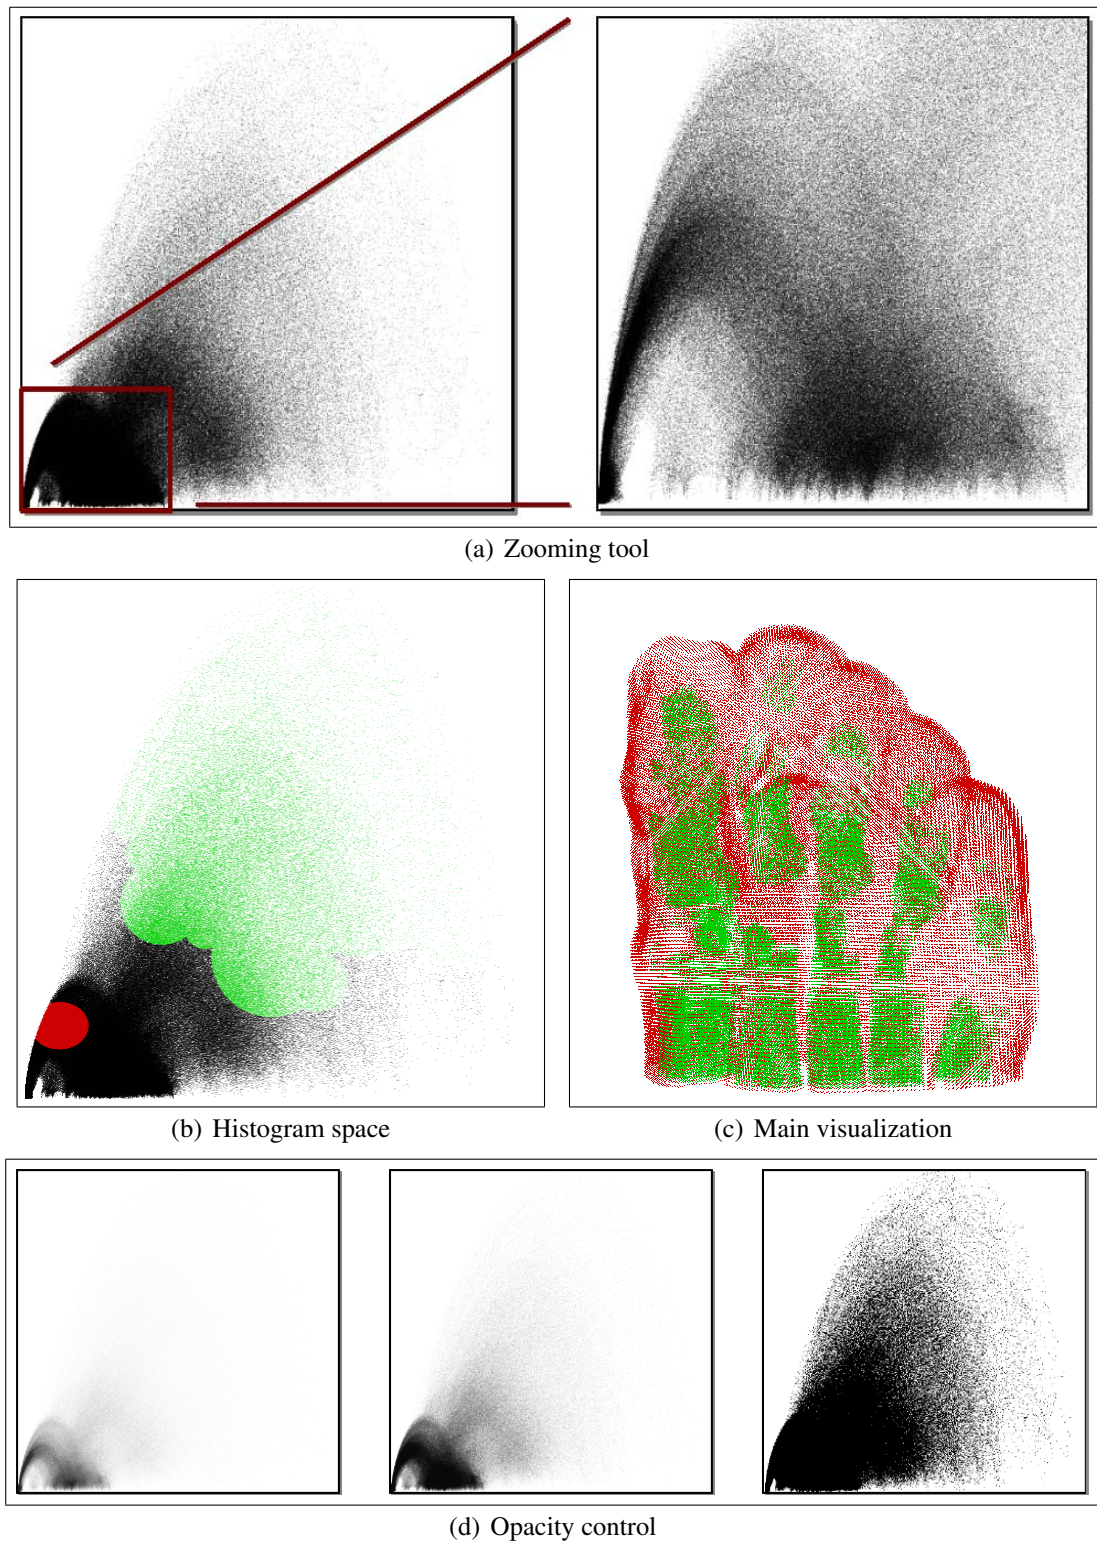 (a) Zooming tool
(b) Histogram space
(c) Main visualization
(d) Opacity control